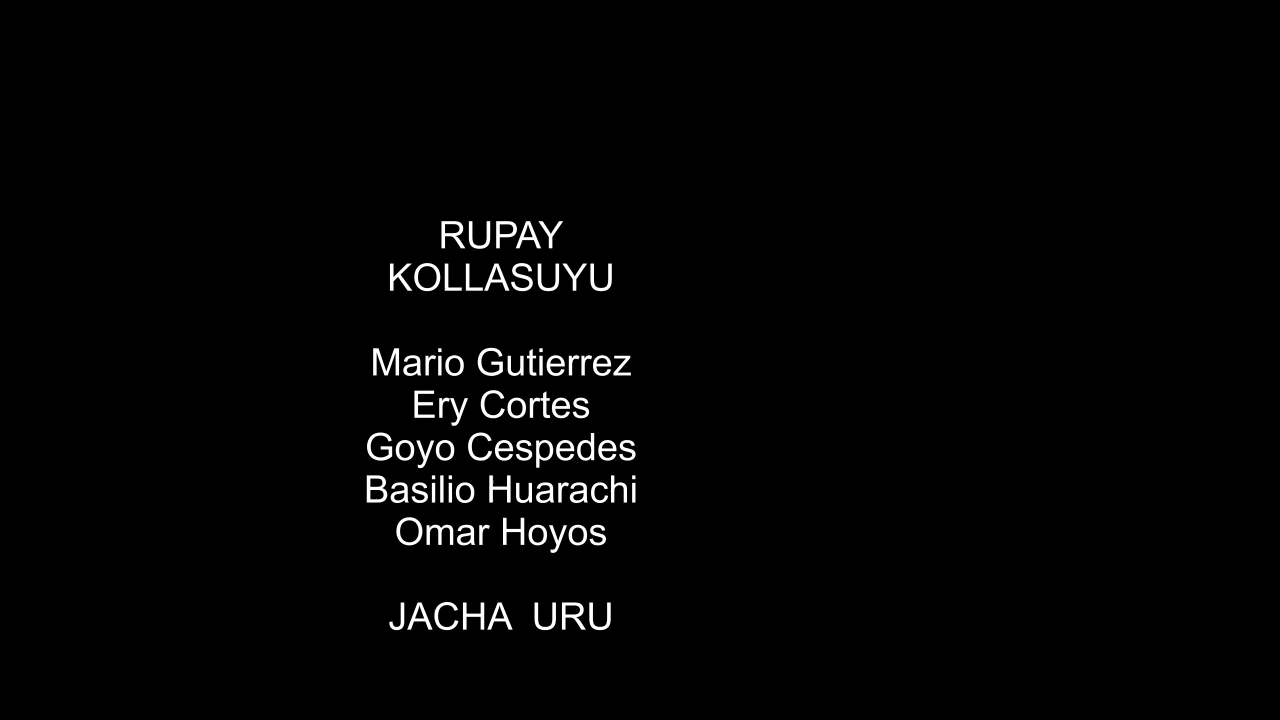 RUPAY
KOLLASUYU
Mario Gutierrez
Ery Cortes
Goyo Cespedes
Basilio Huarachi
Omar Hoyos
JACHA URU